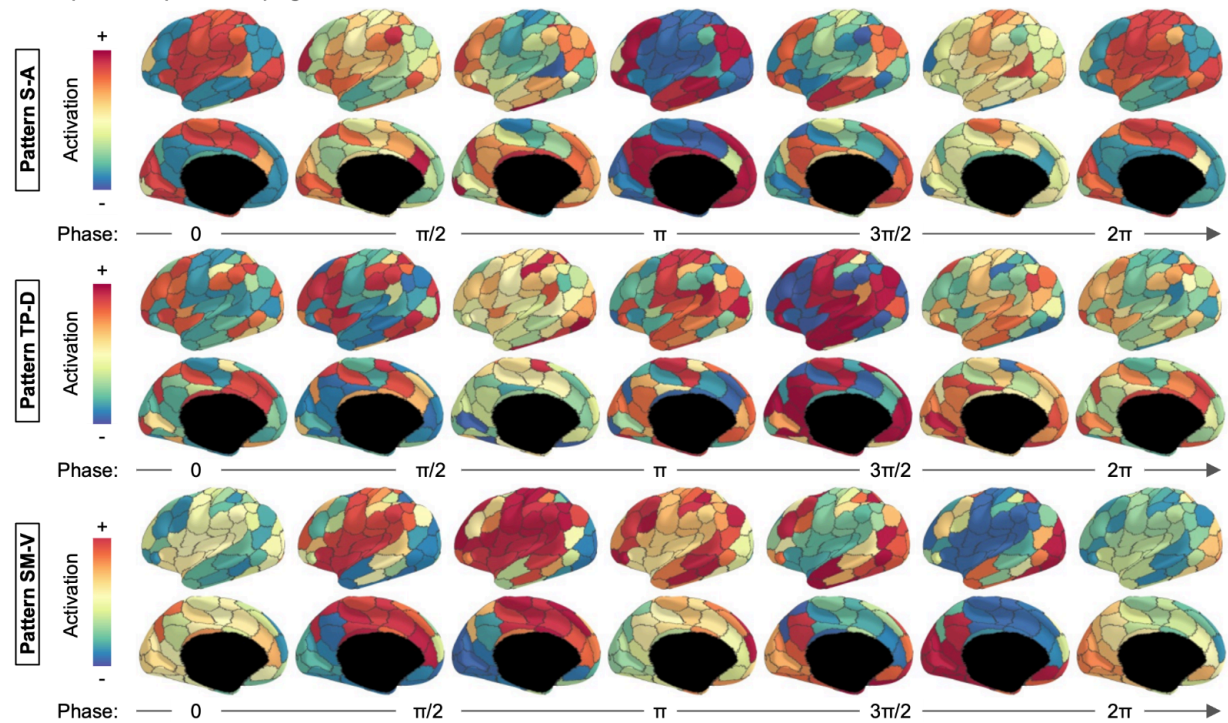 Pattern S-A
Activation
+
-
Phase: 0 π/2 π 3π/2 2π
Pattern TP-D
Activation
+
-
Phase: 0 π/2 π 3π/2 2π
Pattern SM-V
Activation
+
-
Phase: 0 π/2 π 3π/2 2π